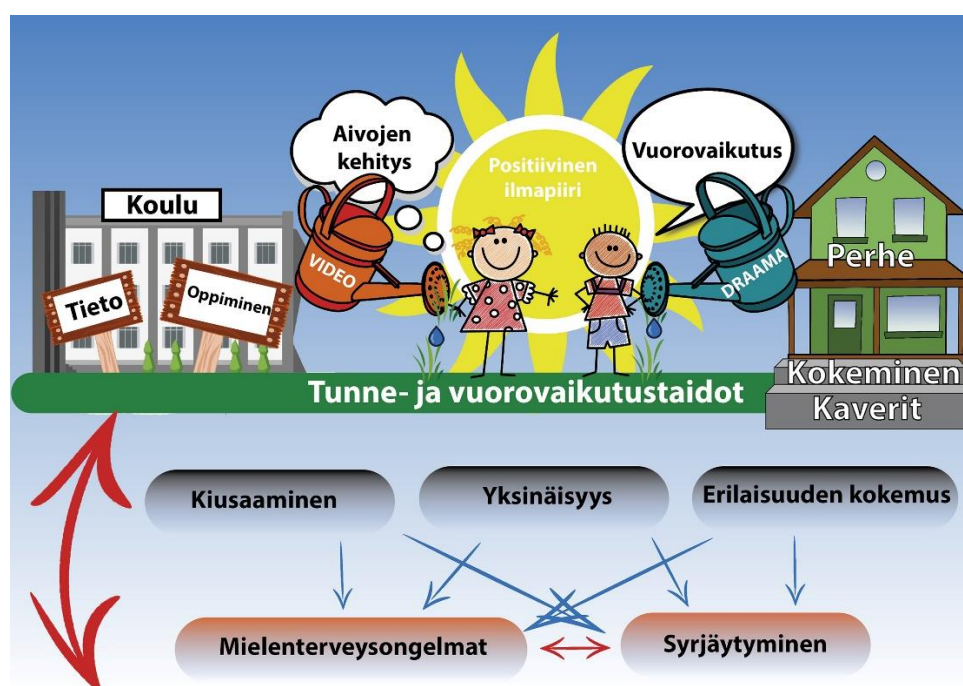 Aivojen
kehitys
Positiivinen
ilmapiiri
Vuorovaikutus
Koulu
VIDEO
DRAAMA
Perhe
Tieto
Oppiminen
Kokeminen
Tunne- ja vuorovaikutustaidot
Kaverit
Kiusaaminen
Yksinäisyys
Erilaisuuden kokemus
Mielenterveysongelmat
Syrjäytyminen